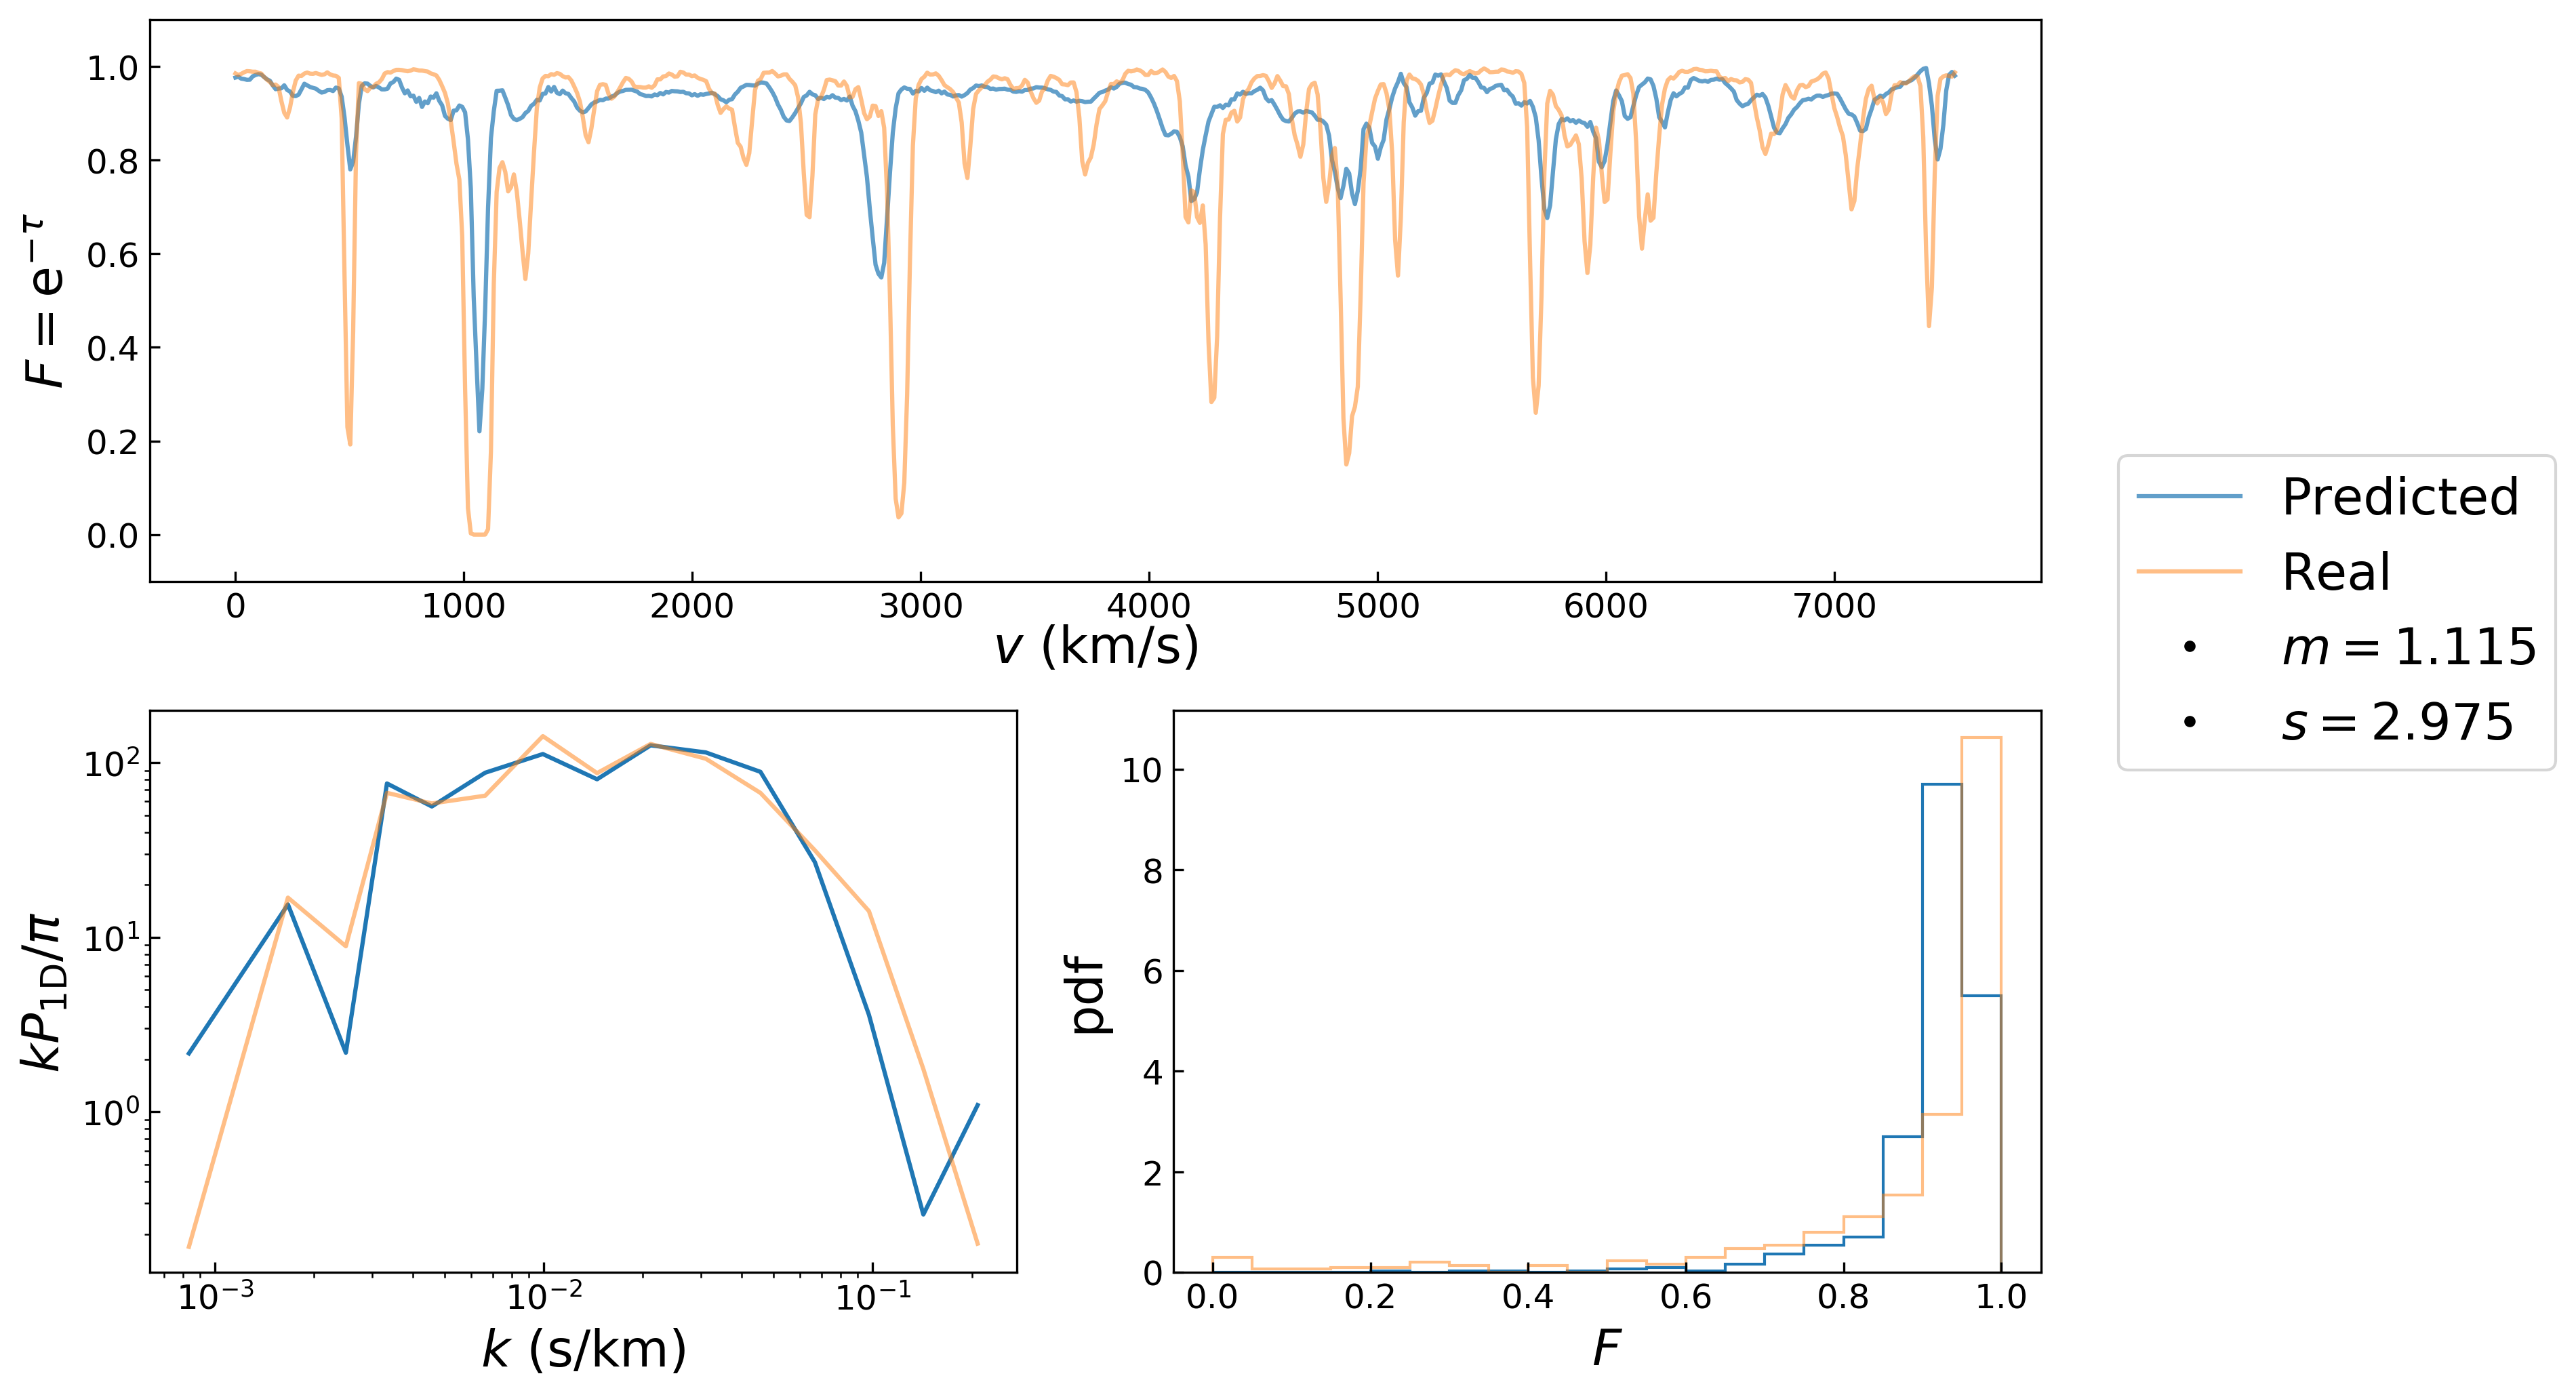 F = e^{-τ}
1.0
0.8
0.6
0.4
0.2
0.0
0 1000 2000 3000 4000 5000 6000 7000
v (km/s)
Predicted
Real
m = 1.115
s = 2.975
kP_{1D}/π
10^2
10^1
10^0
10^{-3} 10^{-2} 10^{-1}
k (s/km)
pdf
10
8
6
4
2
0
0.0 0.2 0.4 0.6 0.8 1.0
F